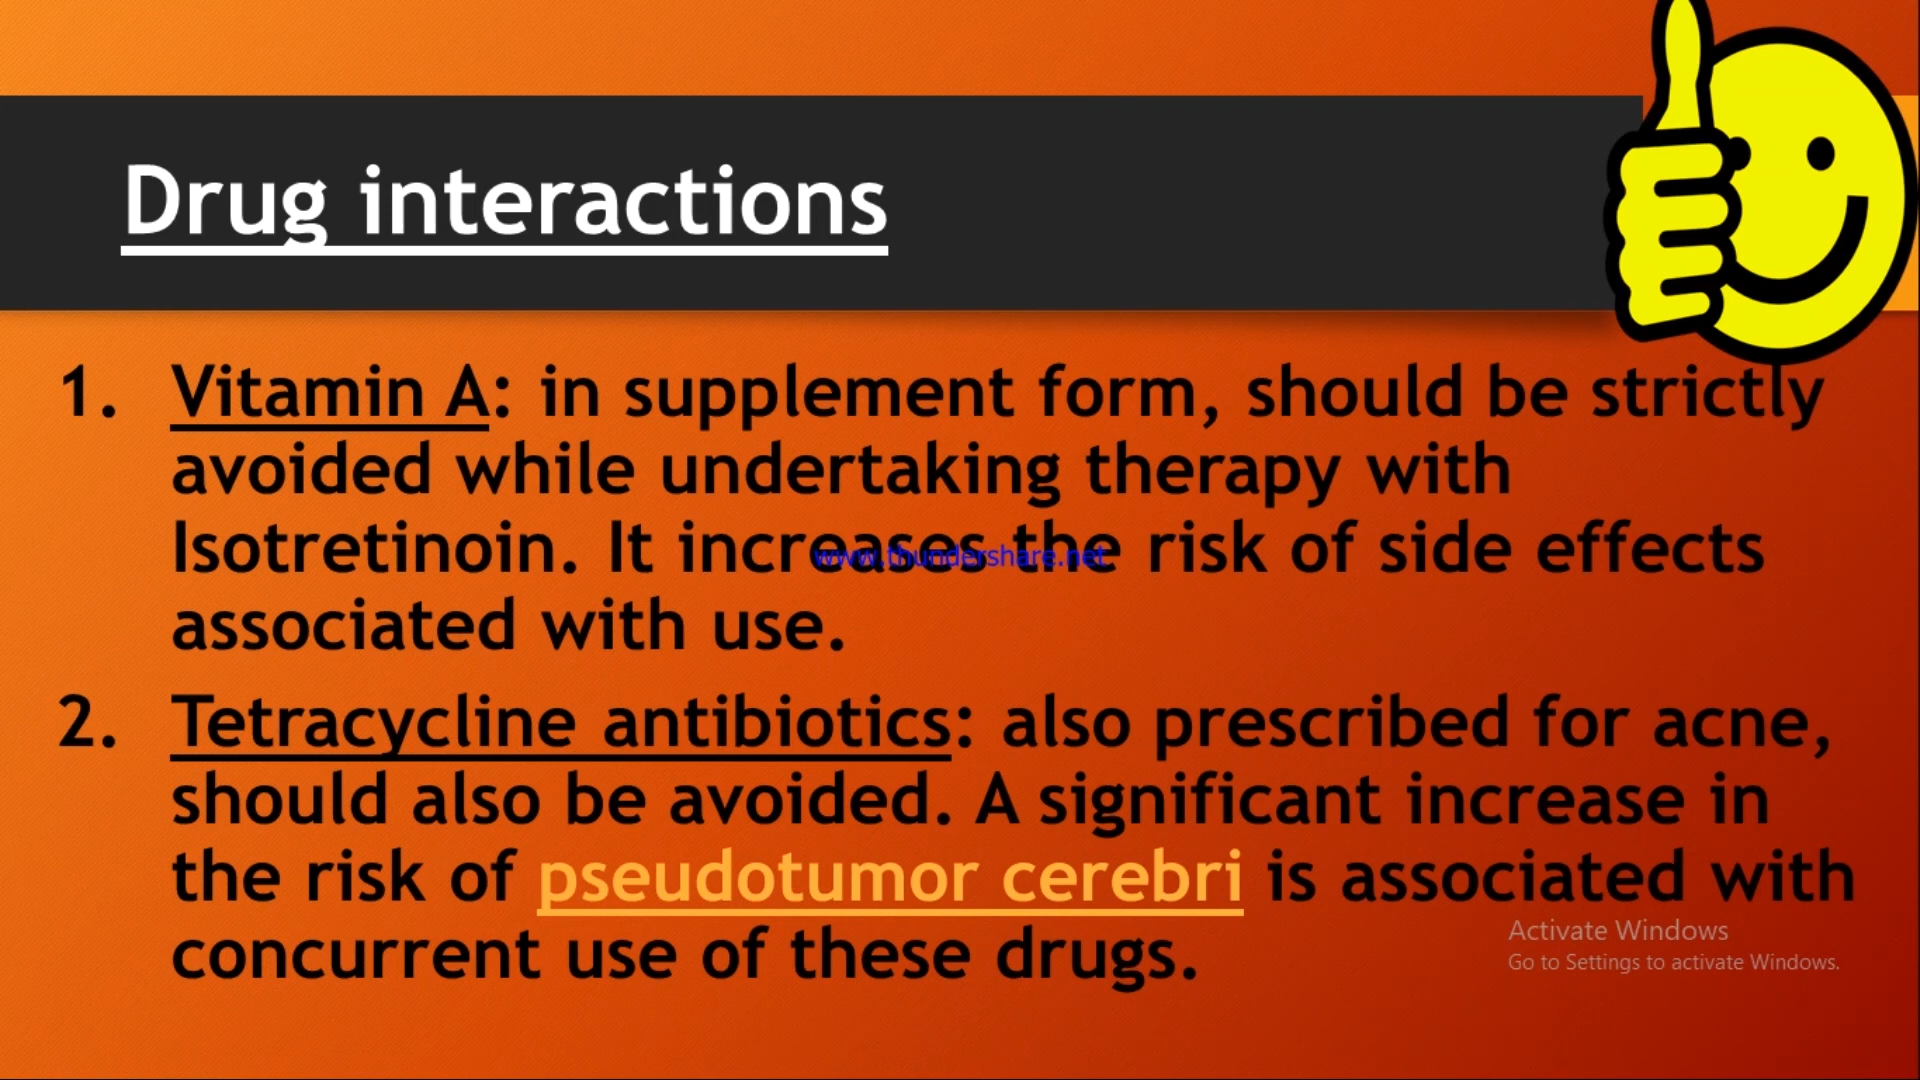 Drug interactions
1. Vitamin A: in supplement form, should be strictly
avoided while undertaking therapy with
Isotretinoin. It increases the risk of side effects
www.thundershare.net
associated with use.
2. Tetracycline antibiotics: also prescribed for acne,
should also be avoided. A significant increase in
the risk of pseudotumor cerebri is associated with
concurrent use of these drugs.
Activate Windows
Go to Settings to activate Windows.